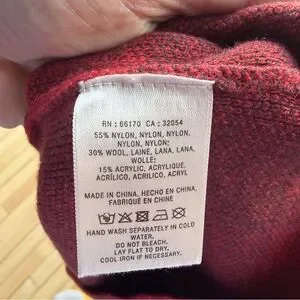 RN : 66170 CA : 32054
55% NYLON, NYLON, NYLON,
NYLON, NYLON;
30% WOOL, LAINE, LANA, LANA,
WOLLE;
15% ACRYLIC, ACRYLIQUE,
ACRÍLICO, ACRILICO, ACRYL
MADE IN CHINA, HECHO EN CHINA,
FABRIQUÉ EN CHINE
HAND WASH SEPARATELY IN COLD
WATER.
DO NOT BLEACH.
LAY FLAT TO DRY.
COOL IRON IF NECESSARY.